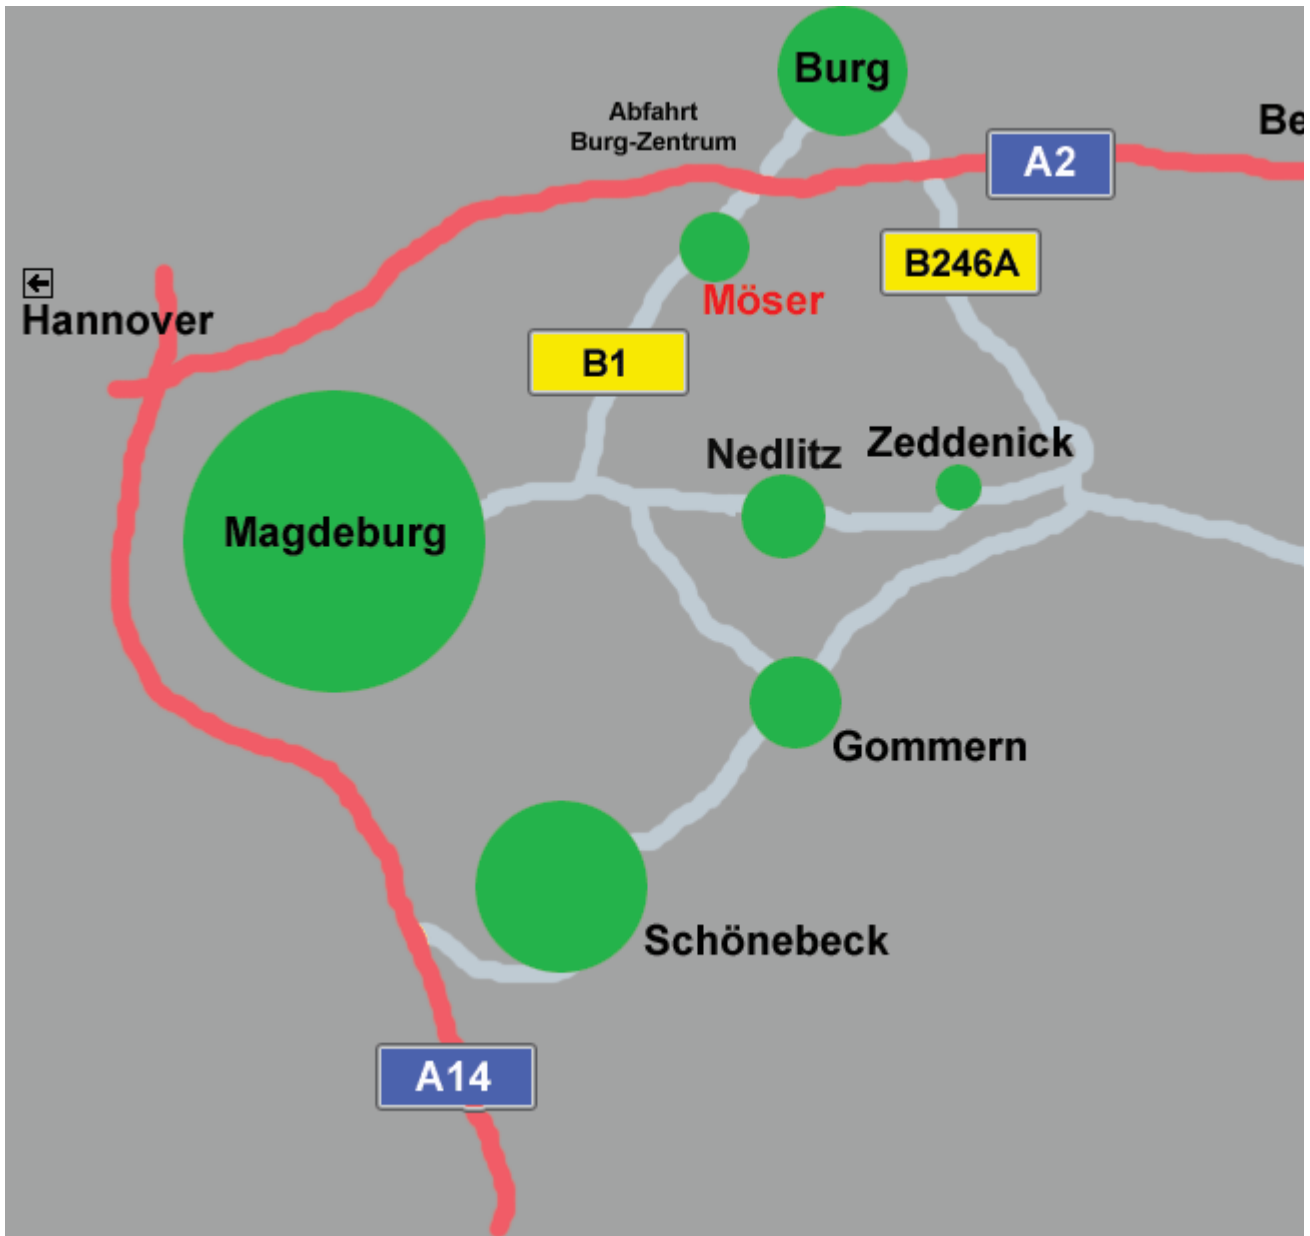 Burg
Abfahrt
Burg-Zentrum
Be
A2
B246A
Hannover
Möser
B1
Nedlitz
Zeddenick
Magdeburg
Gommern
Schönebeck
A14